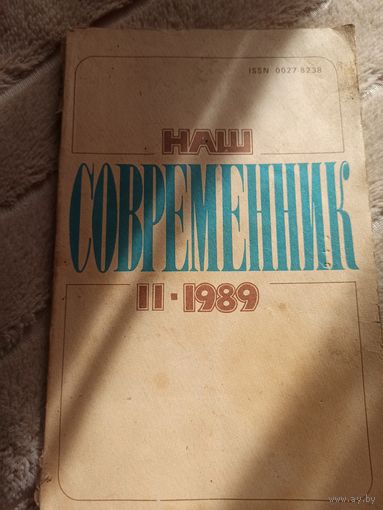 ISSN 0027-8238
НАШ
СОВРЕМЕННИК
11·1989
www.ay.by